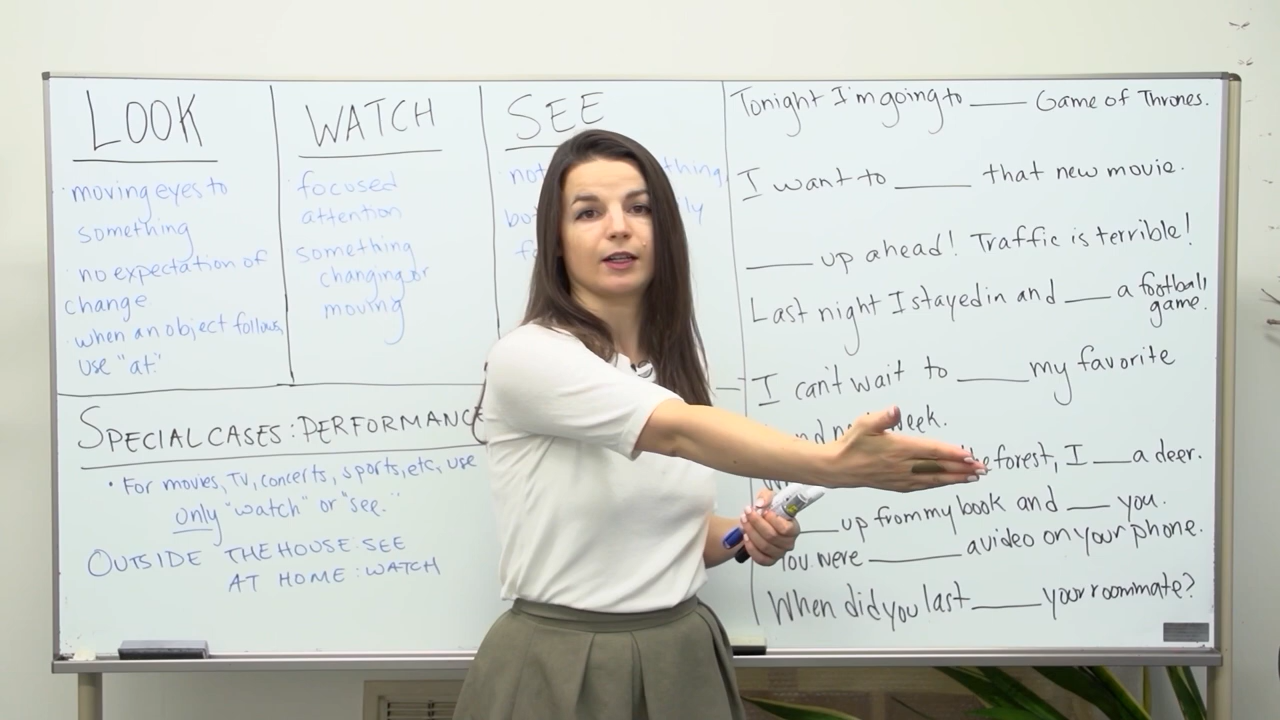 LOOK
· moving eyes to
something
· no expectation of
change
· when an object follows,
use "at."
WATCH
· focused
attention
something
changing or
moving
SEE
SPECIAL CASES: PERFORMANCE
· For movies, TV, concerts, sports, etc, use
only "watch" or "see."
OUTSIDE THE HOUSE: SEE
AT HOME: WATCH
Tonight I'm going to ____ Game of Thrones.
I want to ____ that new movie.
____ up ahead! Traffic is terrible!
Last night I stayed in and ____ a football
game.
I can't wait to ____ my favorite
week.
forest, I ____ a deer.
____ up from my book and ____ you.
You were ____ a video on your phone.
When did you last ____ your roommate?